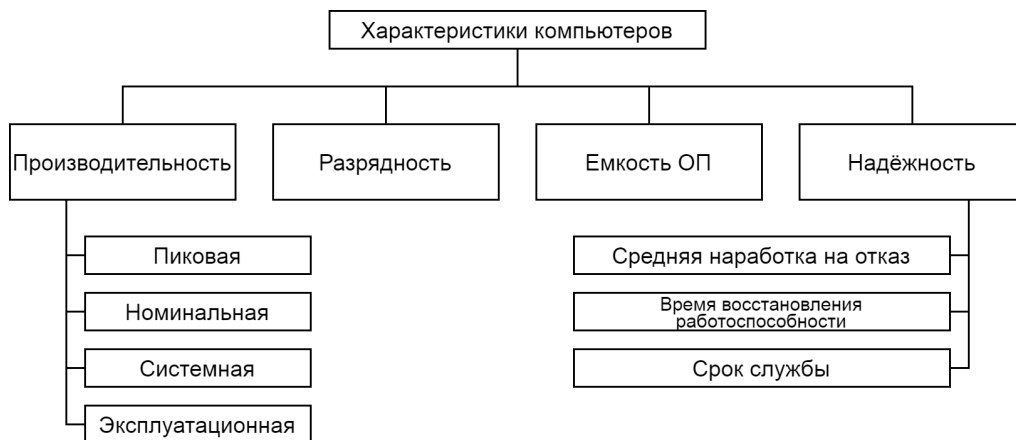 Характеристики компьютеров
Производительность
Разрядность
Емкость ОП
Надёжность
Пиковая
Номинальная
Системная
Эксплуатационная
Средняя наработка на отказ
Время восстановления
работоспособности
Срок службы